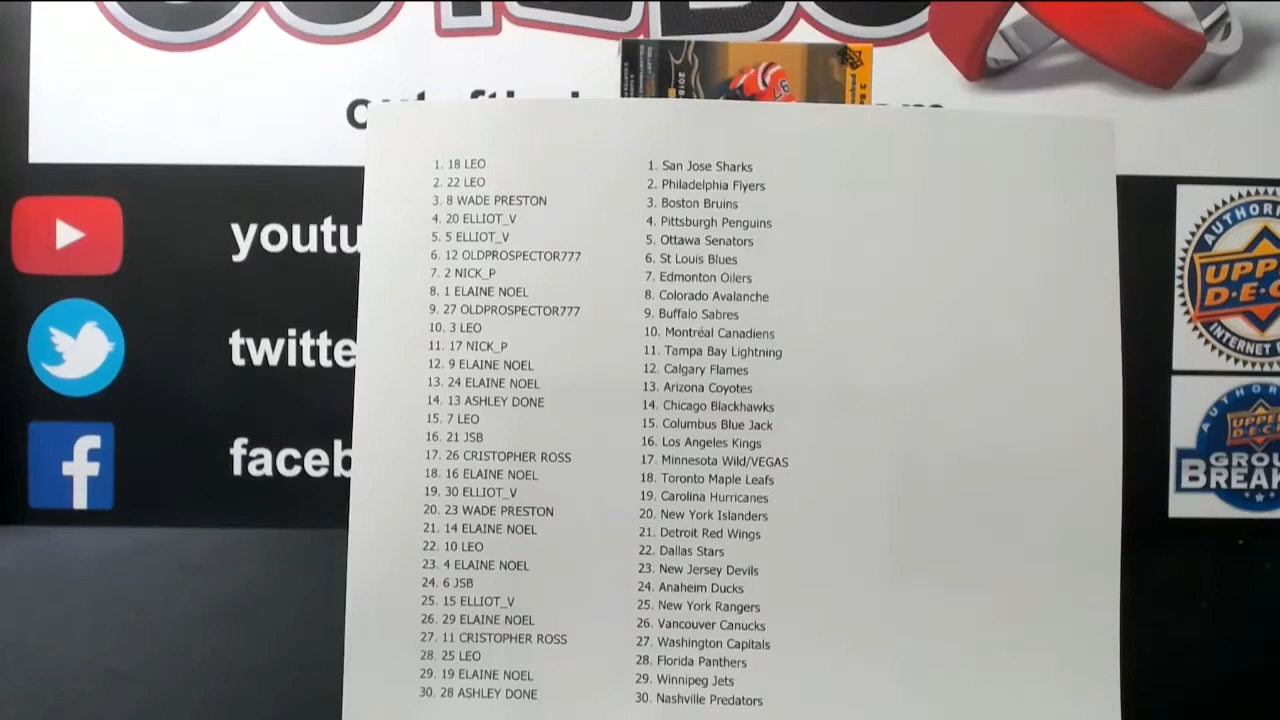 1. 18 LEO
2. 22 LEO
3. 8 WADE PRESTON
4. 20 ELLIOT_V
5. 5 ELLIOT_V
6. 12 OLDPROSPECTOR777
7. 2 NICK_P
8. 1 ELAINE NOEL
9. 27 OLDPROSPECTOR777
10. 3 LEO
11. 17 NICK_P
12. 9 ELAINE NOEL
13. 24 ELAINE NOEL
14. 13 ASHLEY DONE
15. 7 LEO
16. 21 JSB
17. 26 CRISTOPHER ROSS
18. 16 ELAINE NOEL
19. 30 ELLIOT_V
20. 23 WADE PRESTON
21. 14 ELAINE NOEL
22. 10 LEO
23. 4 ELAINE NOEL
24. 6 JSB
25. 15 ELLIOT_V
26. 29 ELAINE NOEL
27. 11 CRISTOPHER ROSS
28. 25 LEO
29. 19 ELAINE NOEL
30. 28 ASHLEY DONE
1. San Jose Sharks
2. Philadelphia Flyers
3. Boston Bruins
4. Pittsburgh Penguins
5. Ottawa Senators
6. St Louis Blues
7. Edmonton Oilers
8. Colorado Avalanche
9. Buffalo Sabres
10. Montréal Canadiens
11. Tampa Bay Lightning
12. Calgary Flames
13. Arizona Coyotes
14. Chicago Blackhawks
15. Columbus Blue Jack
16. Los Angeles Kings
17. Minnesota Wild/VEGAS
18. Toronto Maple Leafs
19. Carolina Hurricanes
20. New York Islanders
21. Detroit Red Wings
22. Dallas Stars
23. New Jersey Devils
24. Anaheim Ducks
25. New York Rangers
26. Vancouver Canucks
27. Washington Capitals
28. Florida Panthers
29. Winnipeg Jets
30. Nashville Predators
youtu
twitte
faceb
AUTHORI
UPP
D·E·C
INTERNET
AUTHOR
UPPER
DECK
GROU
BREAK